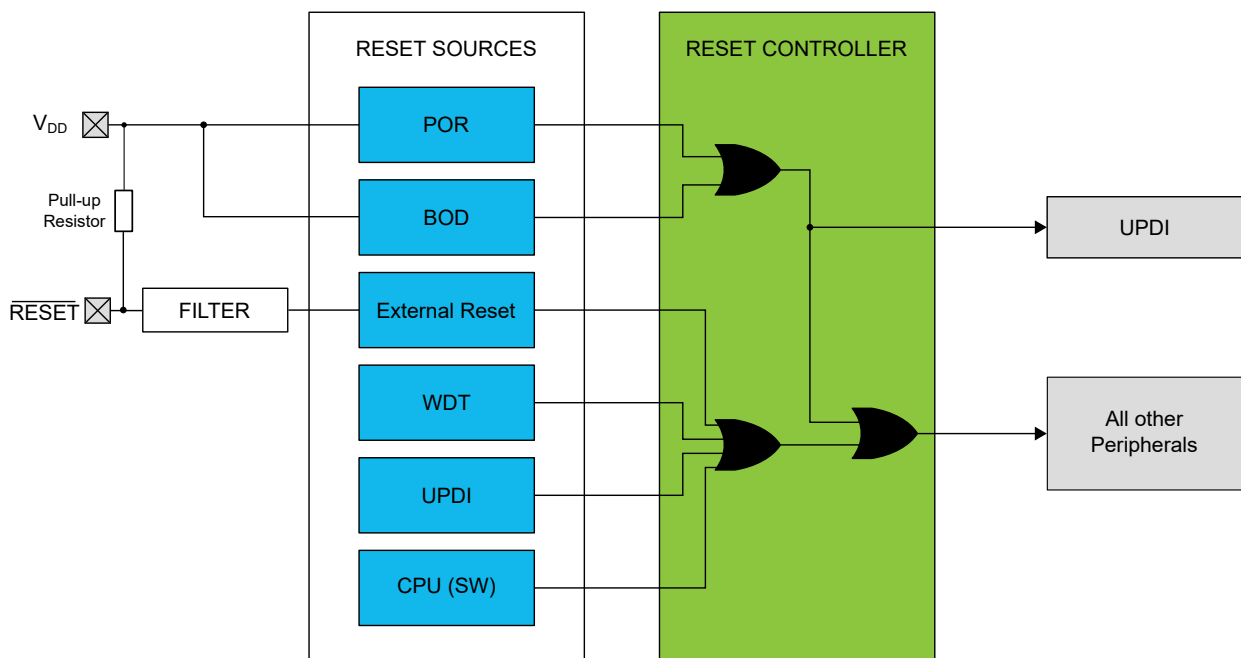 RESET SOURCES
RESET CONTROLLER
POR
V_DD
Pull-up
Resistor
BOD
UPDI
RESET
FILTER
External Reset
WDT
All other
Peripherals
UPDI
CPU (SW)